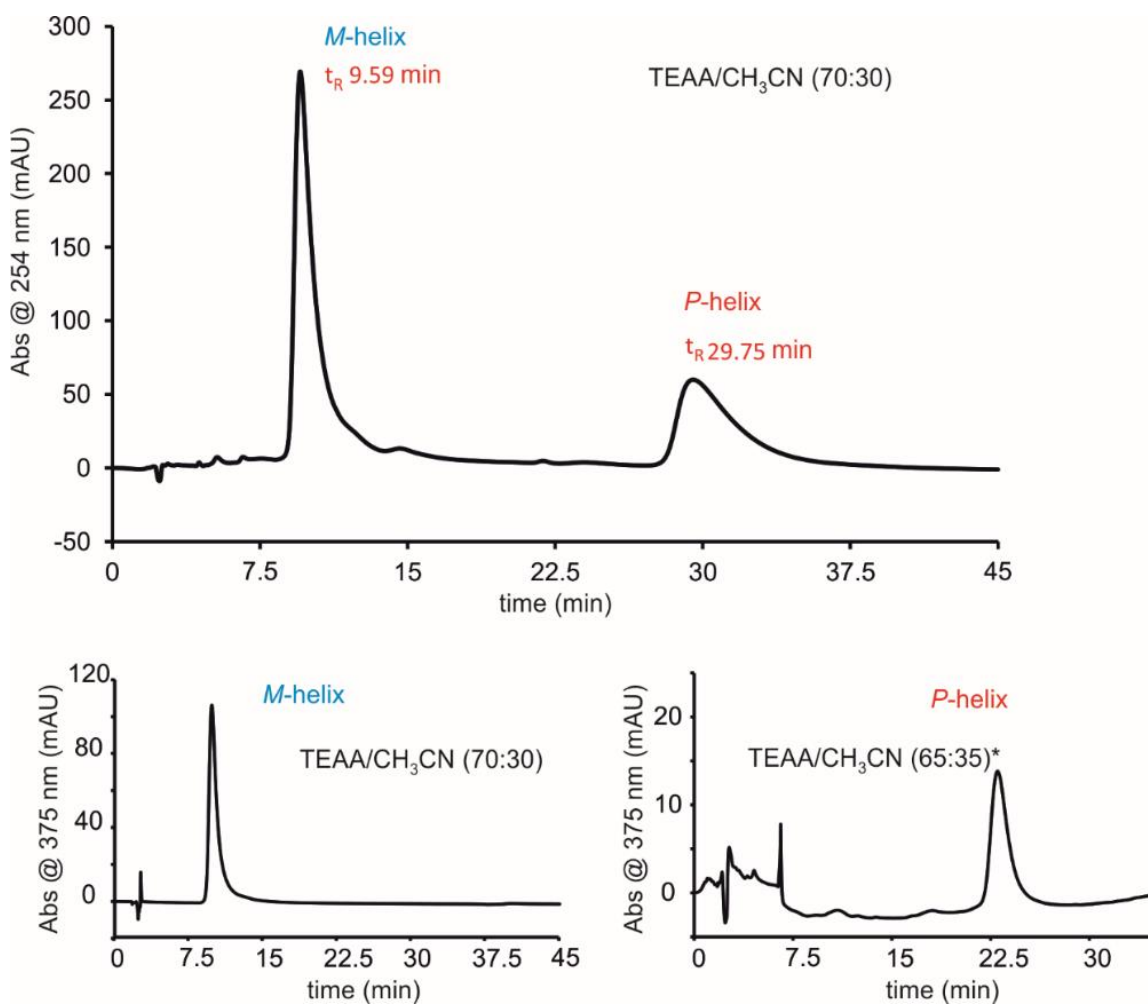 300
250
200
150
100
50
0
-50
Abs @ 254 nm (mAU)
M-helix
t_R 9.59 min
TEAA/CH₃CN (70:30)
P-helix
t_R 29.75 min
0 7.5 15 22.5 30 37.5 45
time (min)
120
80
40
0
Abs @ 375 nm (mAU)
M-helix
TEAA/CH₃CN (70:30)
0 7.5 15 22.5 30 37.5 45
time (min)
20
10
0
Abs @ 375 nm (mAU)
P-helix
TEAA/CH₃CN (65:35)*
0 7.5 15 22.5 30
time (min)